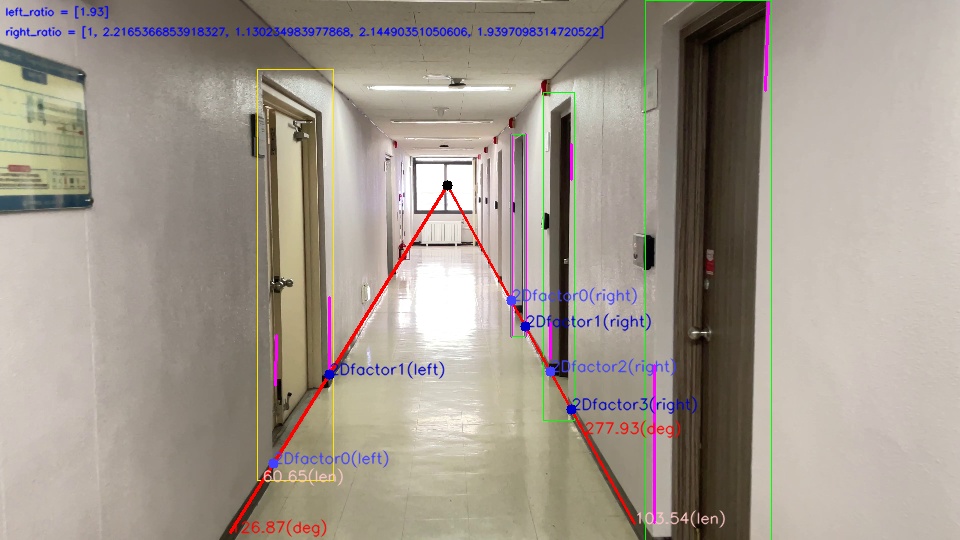 left_ratio = [1.93]
right_ratio = [1, 2.2165366853918327, 1.130234983977868, 2.14490351050606, 1.9397098314720522]
2Dfactor0(right)
2Dfactor1(right)
2Dfactor1(left)
2Dfactor2(right)
2Dfactor3(right)
277.93(deg)
2Dfactor0(left)
60.65(len)
103.54(len)
26.87(deg)